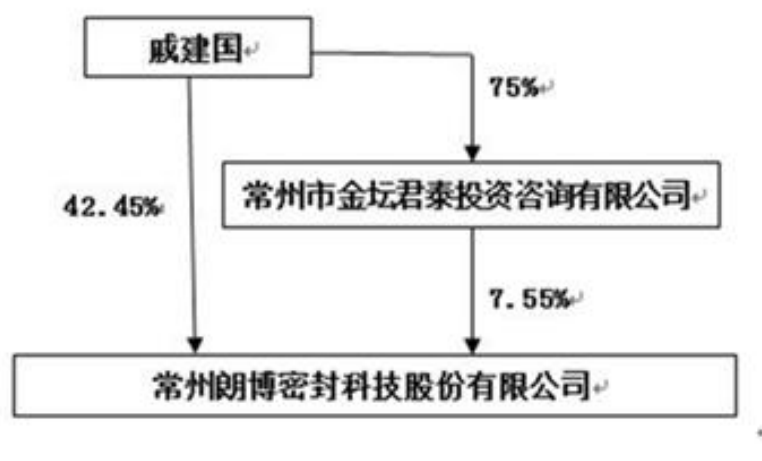 戚建国
75%
常州市金坛君泰投资咨询有限公司
42.45%
7.55%
常州朗博密封科技股份有限公司